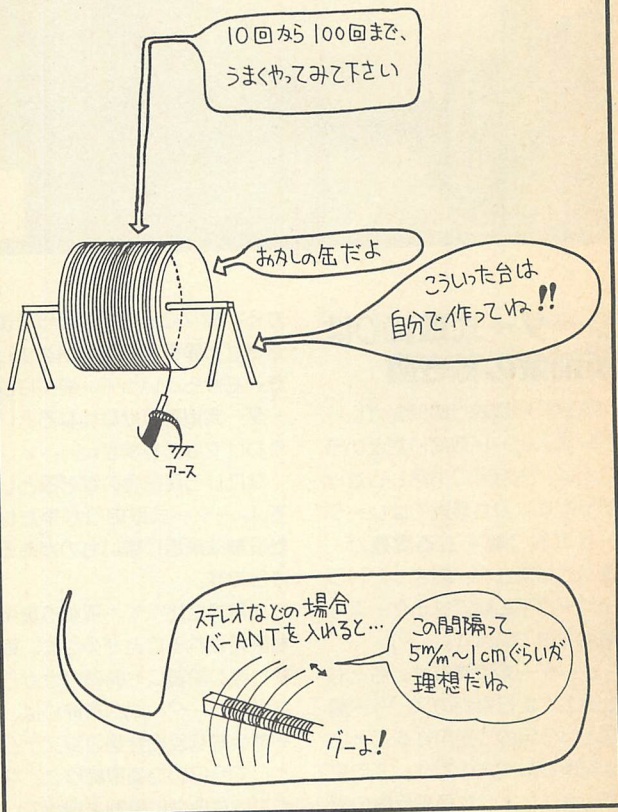 10回から100回まで、
うまくやってみて下さい
おかしの缶だよ
こういった台は
自分で作ってね!!
アース
ステレオなどの場合
バーANTを入れると…
この間隔って
5m/m～1cmぐらいが
理想だね
グーよ!